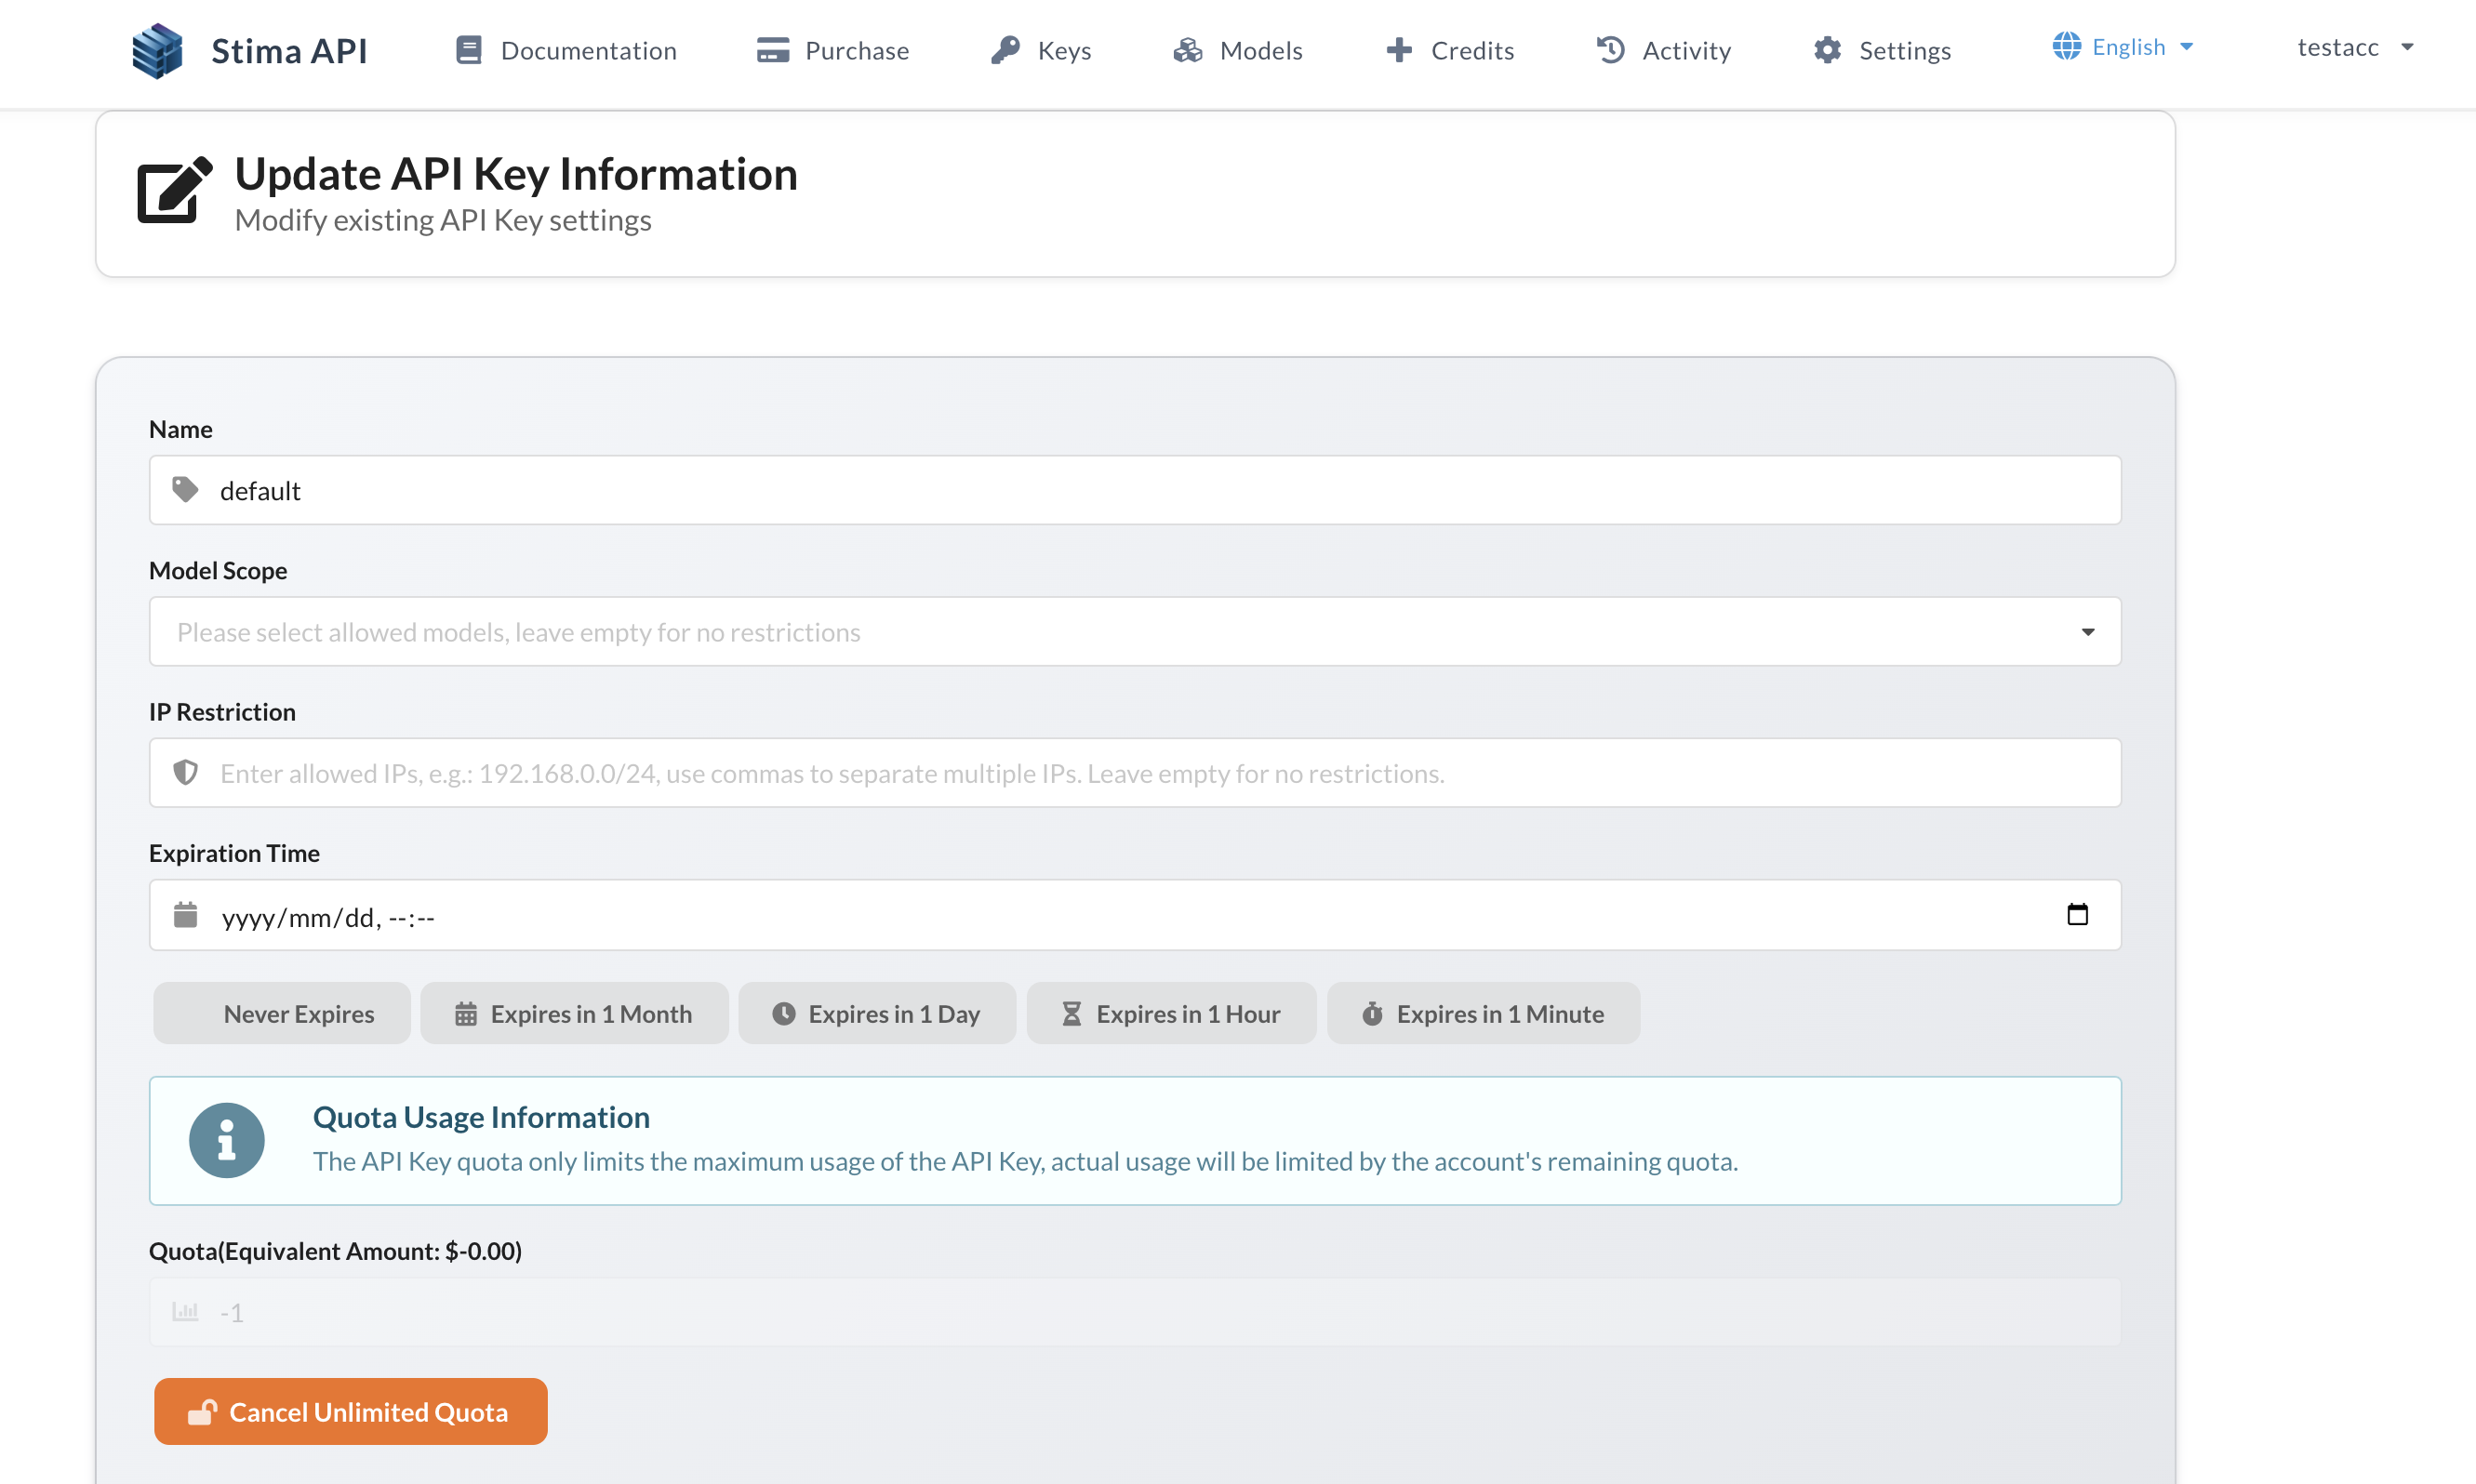 Stima API
Documentation
Purchase
Keys
Models
Credits
Activity
Settings
English
testacc
Update API Key Information
Modify existing API Key settings
Name
default
Model Scope
Please select allowed models, leave empty for no restrictions
IP Restriction
Enter allowed IPs, e.g.: 192.168.0.0/24, use commas to separate multiple IPs. Leave empty for no restrictions.
Expiration Time
yyyy/mm/dd, --:--
Never Expires
Expires in 1 Month
Expires in 1 Day
Expires in 1 Hour
Expires in 1 Minute
Quota Usage Information
The API Key quota only limits the maximum usage of the API Key, actual usage will be limited by the account's remaining quota.
Quota(Equivalent Amount: $-0.00)
-1
Cancel Unlimited Quota